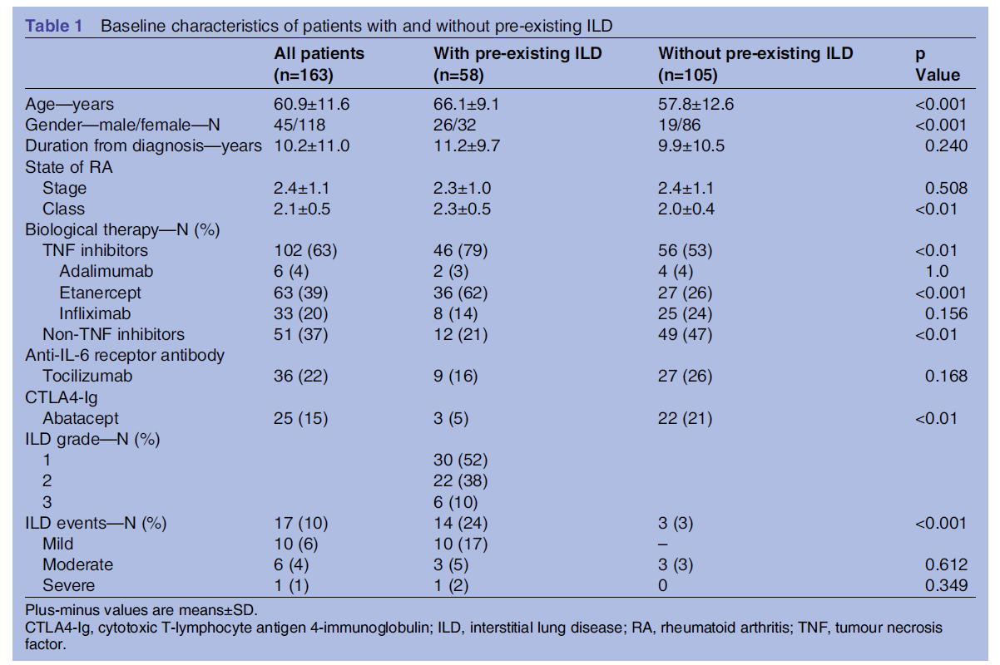 Table 1 Baseline characteristics of patients with and without pre-existing ILD
All patients (n=163) With pre-existing ILD (n=58) Without pre-existing ILD (n=105) p Value
Age—years 60.9±11.6 66.1±9.1 57.8±12.6 <0.001
Gender—male/female—N 45/118 26/32 19/86 <0.001
Duration from diagnosis—years 10.2±11.0 11.2±9.7 9.9±10.5 0.240
State of RA
Stage 2.4±1.1 2.3±1.0 2.4±1.1 0.508
Class 2.1±0.5 2.3±0.5 2.0±0.4 <0.01
Biological therapy—N (%)
TNF inhibitors 102 (63) 46 (79) 56 (53) <0.01
Adalimumab 6 (4) 2 (3) 4 (4) 1.0
Etanercept 63 (39) 36 (62) 27 (26) <0.001
Infliximab 33 (20) 8 (14) 25 (24) 0.156
Non-TNF inhibitors 51 (37) 12 (21) 49 (47) <0.01
Anti-IL-6 receptor antibody
Tocilizumab 36 (22) 9 (16) 27 (26) 0.168
CTLA4-Ig
Abatacept 25 (15) 3 (5) 22 (21) <0.01
ILD grade—N (%)
1 30 (52)
2 22 (38)
3 6 (10)
ILD events—N (%) 17 (10) 14 (24) 3 (3) <0.001
Mild 10 (6) 10 (17) –
Moderate 6 (4) 3 (5) 3 (3) 0.612
Severe 1 (1) 1 (2) 0 0.349
Plus-minus values are means±SD.
CTLA4-Ig, cytotoxic T-lymphocyte antigen 4-immunoglobulin; ILD, interstitial lung disease; RA, rheumatoid arthritis; TNF, tumour necrosis
factor.